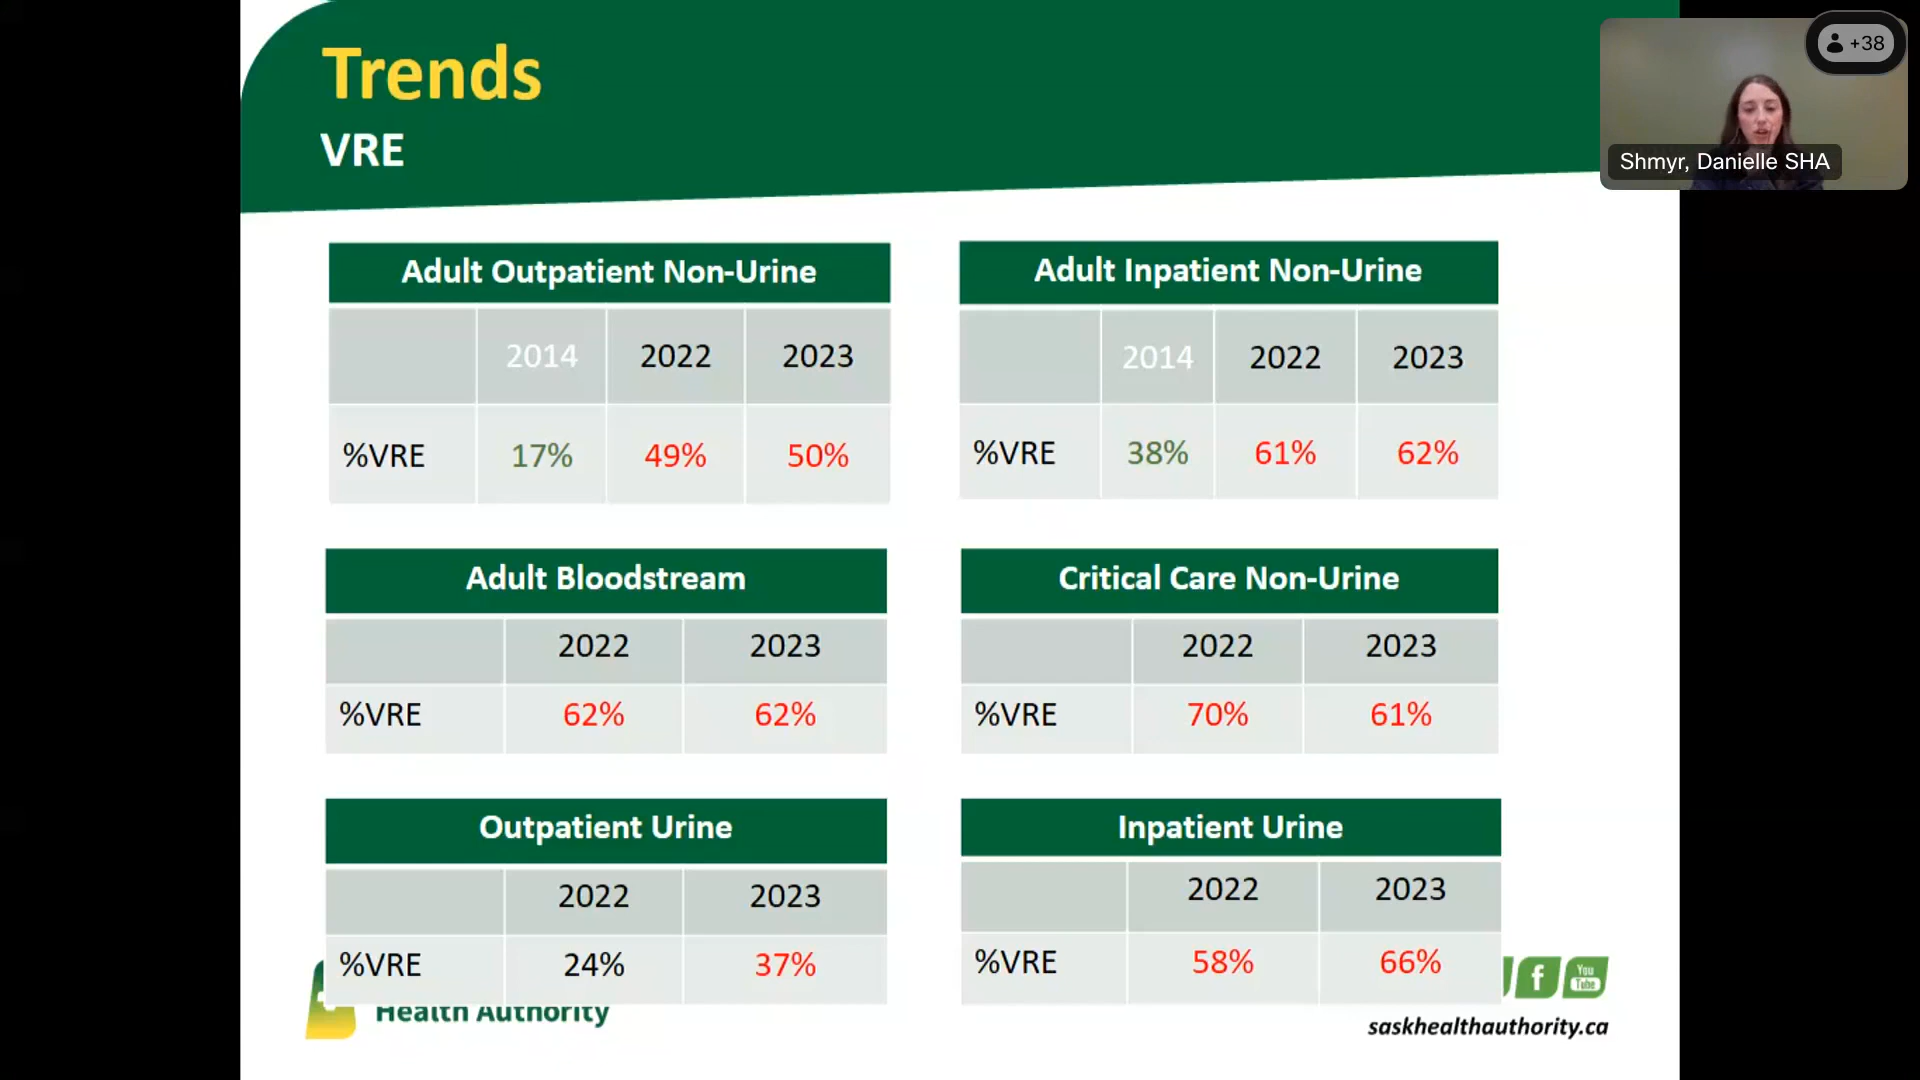 Trends
VRE
+38
Shmyr, Danielle SHA
Adult Outpatient Non-Urine
2014 2022 2023
%VRE 17% 49% 50%
Adult Inpatient Non-Urine
2014 2022 2023
%VRE 38% 61% 62%
Adult Bloodstream
2022 2023
%VRE 62% 62%
Critical Care Non-Urine
2022 2023
%VRE 70% 61%
Outpatient Urine
2022 2023
%VRE 24% 37%
Inpatient Urine
2022 2023
%VRE 58% 66%
Health Authority
f
You
Tube
saskhealthauthority.ca